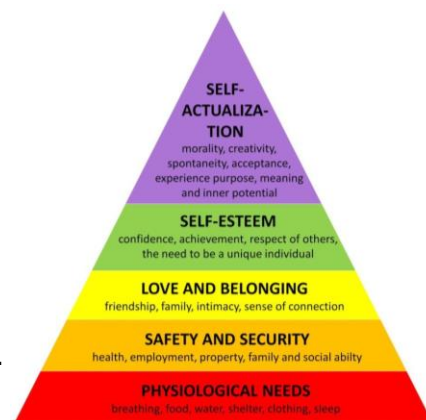 SELF-
ACTUALIZA-
TION
morality, creativity,
spontaneity, acceptance,
experience purpose, meaning
and inner potential
SELF-ESTEEM
confidence, achievement, respect of others,
the need to be a unique individual
LOVE AND BELONGING
friendship, family, intimacy, sense of connection
SAFETY AND SECURITY
health, employment, property, family and social abilty
PHYSIOLOGICAL NEEDS
breathing, food, water, shelter, clothing, sleep